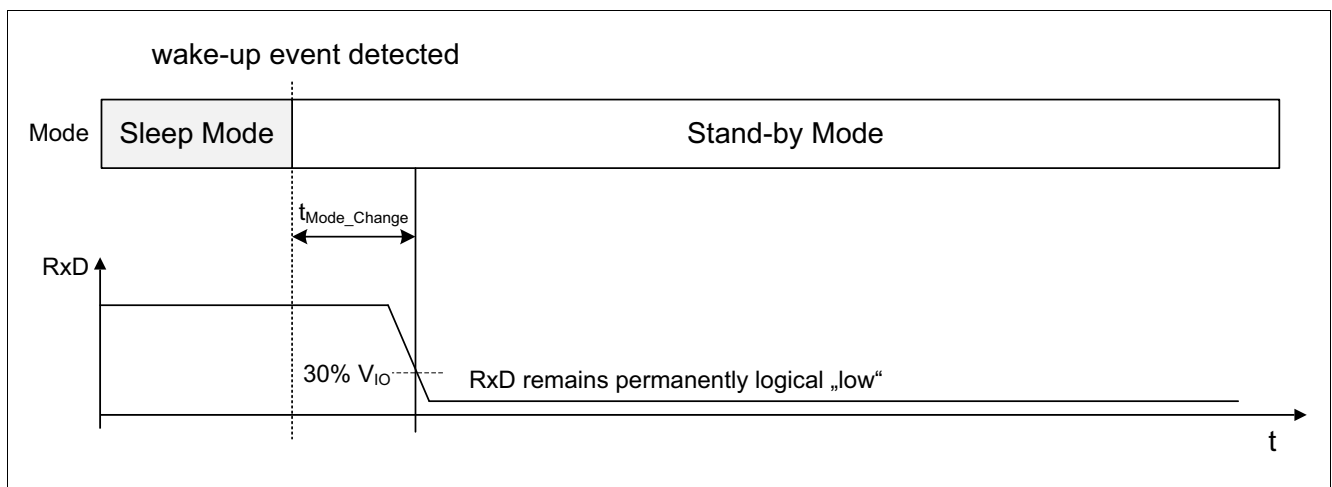 wake-up event detected
Mode
Sleep Mode
Stand-by Mode
tMode_Change
RxD
30% VIO
RxD remains permanently logical „low“
t